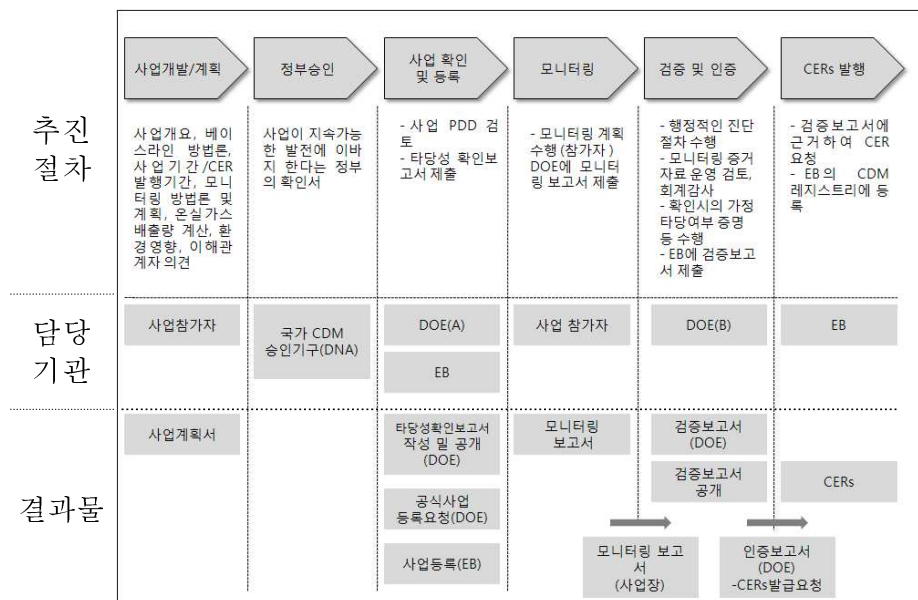 사업개발/계획
정부승인
사업 확인
및 등록
모니터링
검증 및 인증
CERs 발행
추진
절차
사업개요, 베이
스라인 방법론,
사업기간/CER
발행기간, 모니
터링 방법론 및
계획, 온실가스
배출량 계산, 환
경영향, 이해관
계자 의견
사업이 지속가능
한 발전에 이바
지 한다는 정부
의 확인서
- 사업 PDD 검
토
- 타당성 확인보
고서 제출
- 모니터링 계획
수행(참가자)
DOE에 모니터
링 보고서 제출
- 행정적인 진단
절차 수행
- 모니터링 증거
자료 운영 검토,
회계감사
- 확인시의 가정
타당여부 증명
등 수행
- EB에 검증보고
서 제출
- 검증보고서에
근거하여 CER
요청
- EB의 CDM
레지스트리에 등
록
담당
기관
사업참가자
국가 CDM
승인기구(DNA)
DOE(A)
EB
사업 참가자
DOE(B)
EB
결과물
사업계획서
타당성확인보고서
작성 밀 공개
(DOE)
공식사업
등록요청(DOE)
사업등록(EB)
모니터링
보고서
모니터링 보고
서
(사업장)
검증보고서
(DOE)
검증보고서
공개
인증보고서
(DOE)
-CERs발급요청
CERs